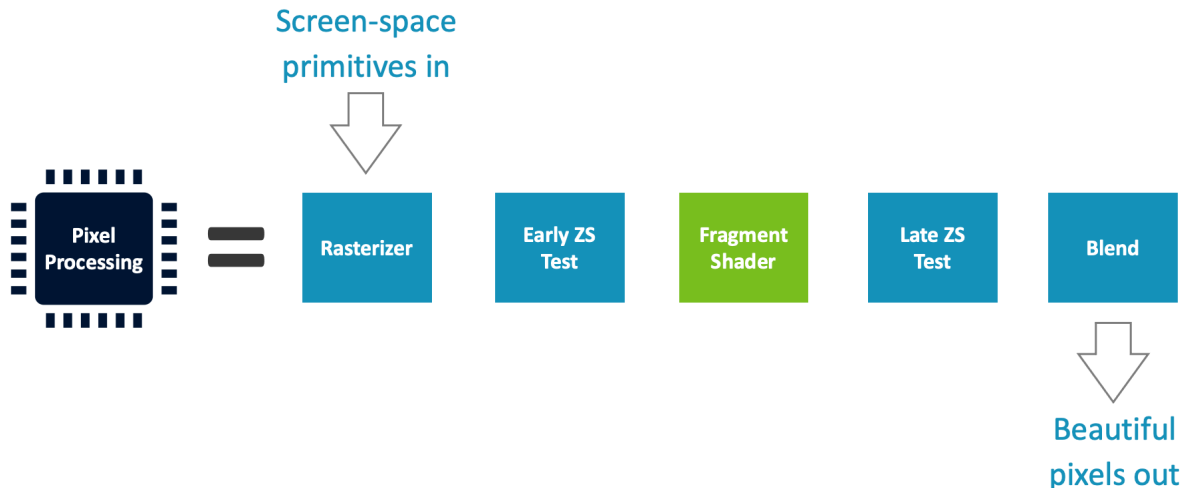 Screen-space
primitives in
Pixel
Processing
Rasterizer
Early ZS
Test
Fragment
Shader
Late ZS
Test
Blend
Beautiful
pixels out